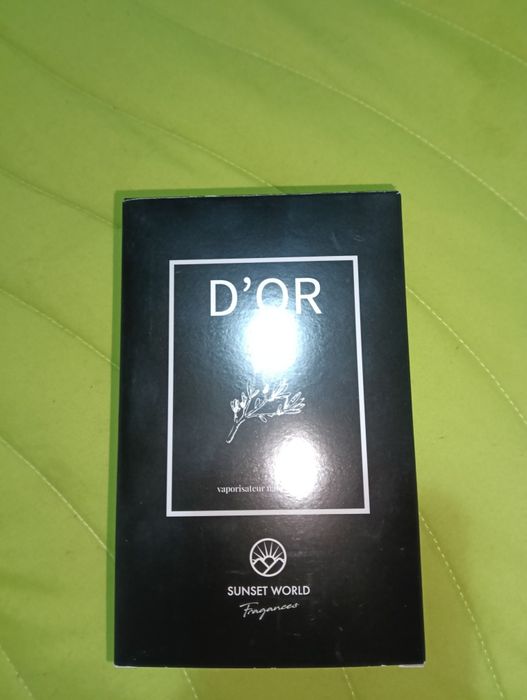 D'OR
vaporisateur
SUNSET WORLD
Fragances